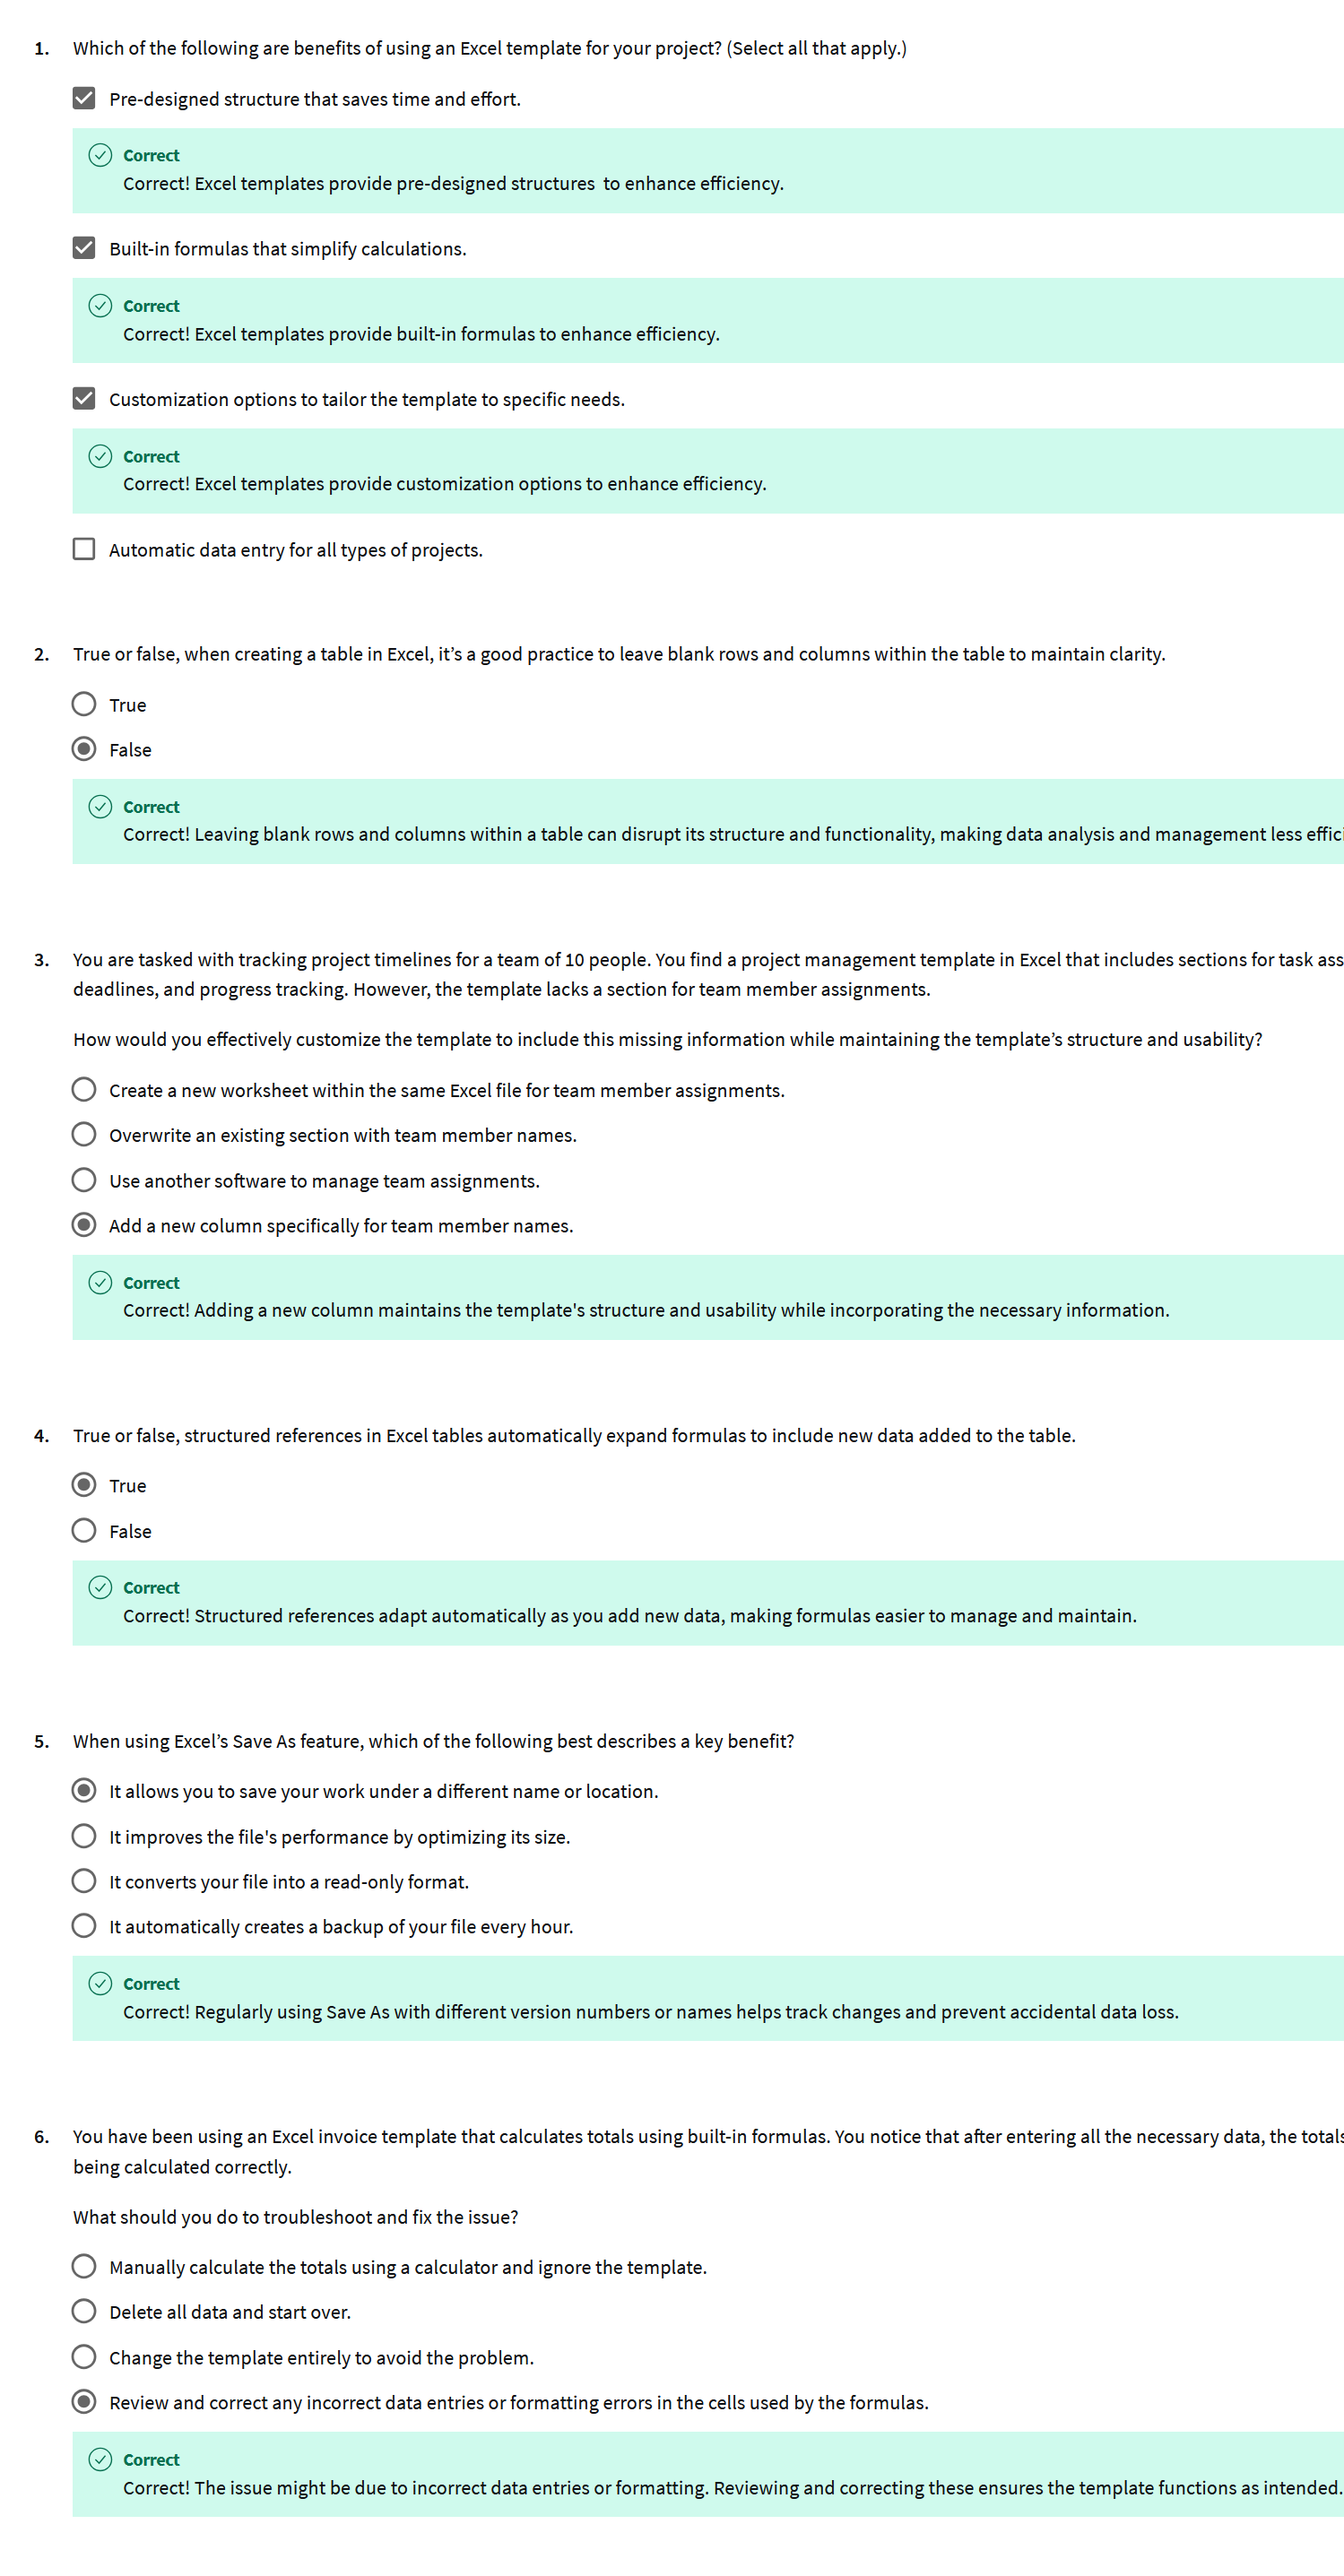 1. Which of the following are benefits of using an Excel template for your project? (Select all that apply.)
Pre-designed structure that saves time and effort.
Correct
Correct! Excel templates provide pre-designed structures  to enhance efficiency.
Built-in formulas that simplify calculations.
Correct
Correct! Excel templates provide built-in formulas to enhance efficiency.
Customization options to tailor the template to specific needs.
Correct
Correct! Excel templates provide customization options to enhance efficiency.
Automatic data entry for all types of projects.
2. True or false, when creating a table in Excel, it’s a good practice to leave blank rows and columns within the table to maintain clarity.
True
False
Correct
Correct! Leaving blank rows and columns within a table can disrupt its structure and functionality, making data analysis and management less
3. You are tasked with tracking project timelines for a team of 10 people. You find a project management template in Excel that includes sections for task
deadlines, and progress tracking. However, the template lacks a section for team member assignments.
How would you effectively customize the template to include this missing information while maintaining the template’s structure and usability?
Create a new worksheet within the same Excel file for team member assignments.
Overwrite an existing section with team member names.
Use another software to manage team assignments.
Add a new column specifically for team member names.
Correct
Correct! Adding a new column maintains the template's structure and usability while incorporating the necessary information.
4. True or false, structured references in Excel tables automatically expand formulas to include new data added to the table.
True
False
Correct
Correct! Structured references adapt automatically as you add new data, making formulas easier to manage and maintain.
5. When using Excel’s Save As feature, which of the following best describes a key benefit?
It allows you to save your work under a different name or location.
It improves the file's performance by optimizing its size.
It converts your file into a read-only format.
It automatically creates a backup of your file every hour.
Correct
Correct! Regularly using Save As with different version numbers or names helps track changes and prevent accidental data loss.
6. You have been using an Excel invoice template that calculates totals using built-in formulas. You notice that after entering all the necessary data, the totals
being calculated correctly.
What should you do to troubleshoot and fix the issue?
Manually calculate the totals using a calculator and ignore the template.
Delete all data and start over.
Change the template entirely to avoid the problem.
Review and correct any incorrect data entries or formatting errors in the cells used by the formulas.
Correct
Correct! The issue might be due to incorrect data entries or formatting. Reviewing and correcting these ensures the template functions as intended.